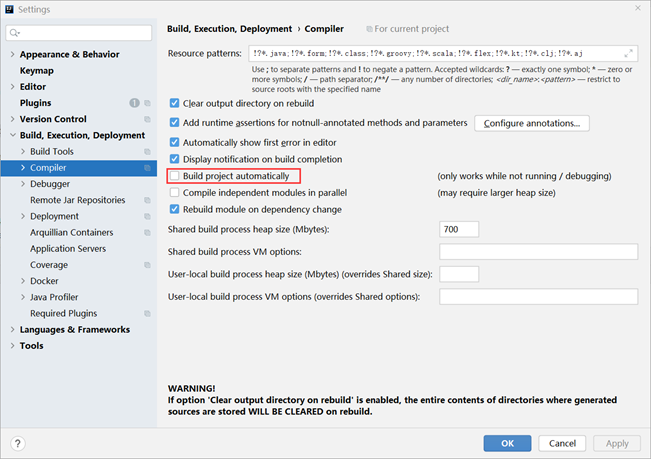 Settings
Build, Execution, Deployment › Compiler For current project
Appearance & Behavior
Keymap
Editor
Plugins 1
Version Control
Build, Execution, Deployment
Build Tools
Compiler
Debugger
Remote Jar Repositories
Deployment
Arquillian Containers
Application Servers
Coverage
Docker
Java Profiler
Required Plugins
Languages & Frameworks
Tools
Resource patterns: !?*.java;!?*.form;!?*.class;!?*.groovy;!?*.scala;!?*.flex;!?*.kt;!?*.clj;!?*.aj
Use ; to separate patterns and ! to negate a pattern. Accepted wildcards: ? — exactly one symbol; * — zero or
more symbols; / — path separator; /**/ — any number of directories; <dir_name>:<pattern> — restrict to
source roots with the specified name
Clear output directory on rebuild
Add runtime assertions for notnull-annotated methods and parameters Configure annotations...
Automatically show first error in editor
Display notification on build completion
Build project automatically (only works while not running / debugging)
Compile independent modules in parallel (may require larger heap size)
Rebuild module on dependency change
Shared build process heap size (Mbytes): 700
Shared build process VM options:
User-local build process heap size (Mbytes) (overrides Shared size):
User-local build process VM options (overrides Shared options):
WARNING!
If option 'Clear output directory on rebuild' is enabled, the entire contents of directories where generated
sources are stored WILL BE CLEARED on rebuild.
? OK Cancel Apply